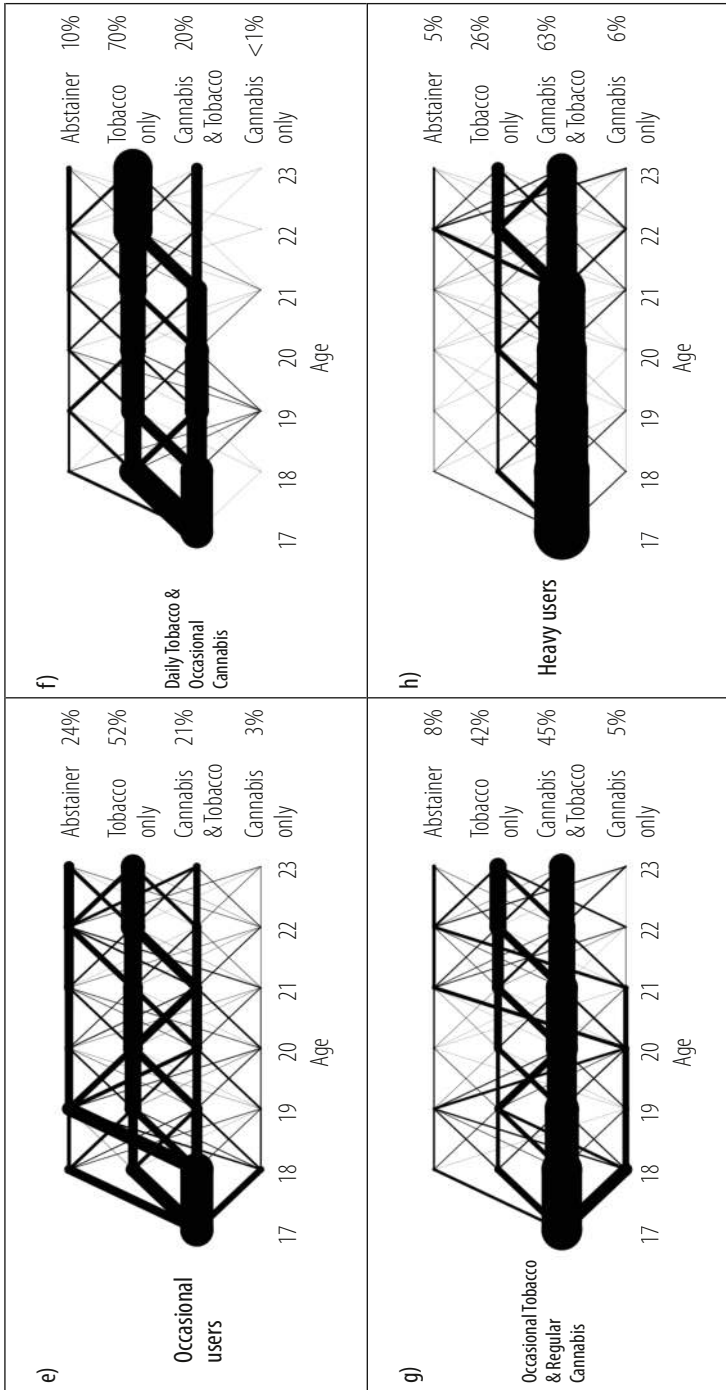 e)
Occasional
users
Abstainer 24%
Tobacco 52%
only
Cannabis 21%
& Tobacco
Cannabis 3%
only
17 18 19 20 21 22 23
Age
f)
Daily Tobacco &
Occasional
Cannabis
Abstainer 10%
Tobacco 70%
only
Cannabis 20%
& Tobacco
Cannabis <1%
only
17 18 19 20 21 22 23
Age
g)
Occasional Tobacco
& Regular
Cannabis
Abstainer 8%
Tobacco 42%
only
Cannabis 45%
& Tobacco
Cannabis 5%
only
17 18 19 20 21 22 23
Age
h)
Heavy users
Abstainer 5%
Tobacco 26%
only
Cannabis 63%
& Tobacco
Cannabis 6%
only
17 18 19 20 21 22 23
Age